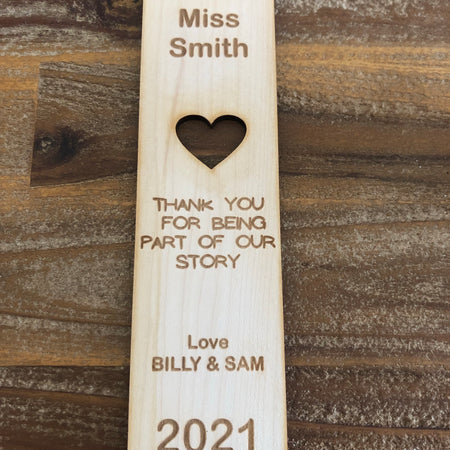 Miss
Smith
THANK YOU
FOR BEING
PART OF OUR
STORY
Love
BILLY & SAM
2021